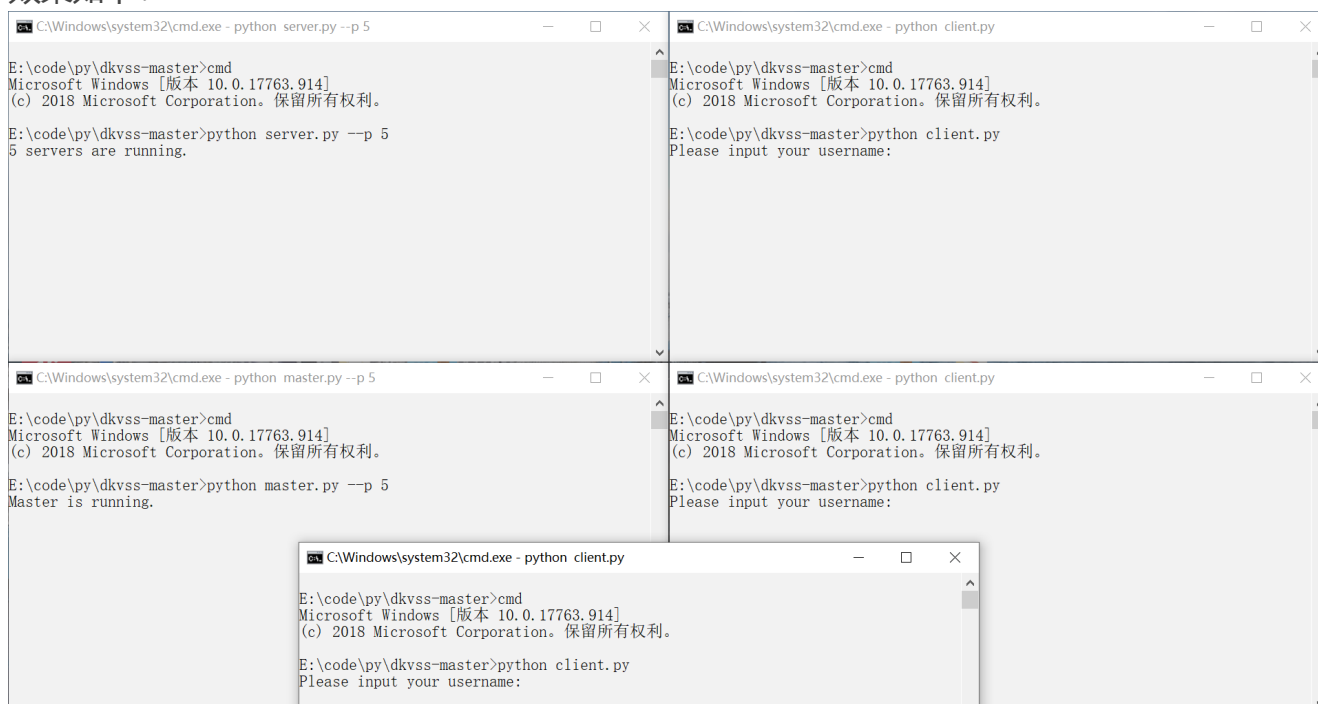 C:\Windows\system32\cmd.exe - python server.py --p 5
E:\code\py\dkvss-master>cmd
Microsoft Windows [版本 10.0.17763.914]
(c) 2018 Microsoft Corporation。保留所有权利。
E:\code\py\dkvss-master>python server.py --p 5
5 servers are running.
C:\Windows\system32\cmd.exe - python client.py
E:\code\py\dkvss-master>cmd
Microsoft Windows [版本 10.0.17763.914]
(c) 2018 Microsoft Corporation。保留所有权利。
E:\code\py\dkvss-master>python client.py
Please input your username:
C:\Windows\system32\cmd.exe - python master.py --p 5
E:\code\py\dkvss-master>cmd
Microsoft Windows [版本 10.0.17763.914]
(c) 2018 Microsoft Corporation。保留所有权利。
E:\code\py\dkvss-master>python master.py --p 5
Master is running.
C:\Windows\system32\cmd.exe - python client.py
E:\code\py\dkvss-master>cmd
Microsoft Windows [版本 10.0.17763.914]
(c) 2018 Microsoft Corporation。保留所有权利。
E:\code\py\dkvss-master>python client.py
Please input your username:
C:\Windows\system32\cmd.exe - python client.py
E:\code\py\dkvss-master>cmd
Microsoft Windows [版本 10.0.17763.914]
(c) 2018 Microsoft Corporation。保留所有权利。
E:\code\py\dkvss-master>python client.py
Please input your username: